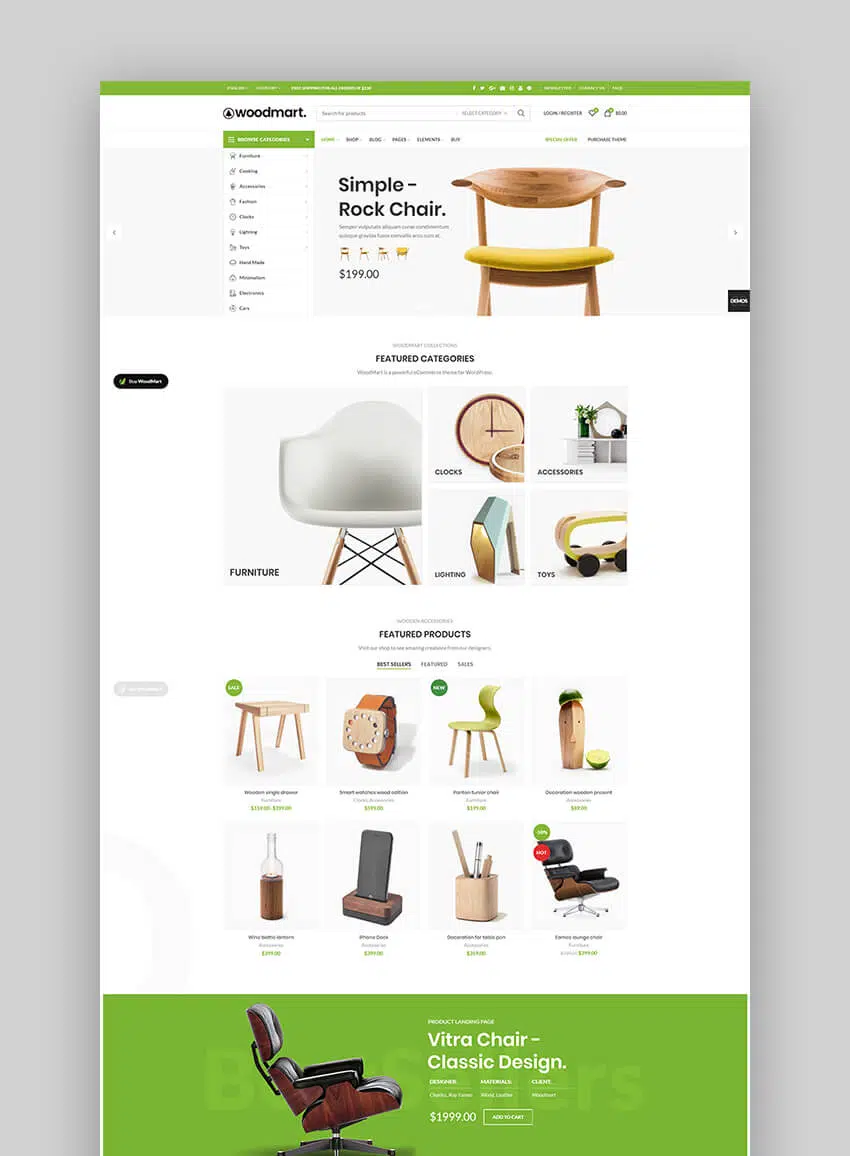 ENGLISH
COUNTRY
FREE SHIPPING FOR ALL ORDERS OF $150
NEWSLETTER
CONTACT US
FAQS
woodmart.
Search for products
SELECT CATEGORY
LOGIN / REGISTER
$0.00
BROWSE CATEGORIES
HOME
SHOP
BLOG
PAGES
ELEMENTS
BUY
SPECIAL OFFER
PURCHASE THEME
Furniture
Cooking
Accessories
Fashion
Clocks
Lighting
Toys
Hand Made
Minimalism
Electronics
Cars
Simple -
Rock Chair.
Semper vulputate aliquam curae condimentum
quisque gravida fusce convallis arcu cum at.
$199.00
DEMOS
Buy WoodMart
WOODMART COLLECTIONS
FEATURED CATEGORIES
WoodMart is a powerful eCommerce theme for WordPress.
FURNITURE
CLOCKS
ACCESSORIES
LIGHTING
TOYS
WOODEN ACCESSORIES
FEATURED PRODUCTS
Visit our shop to see amazing creations from our designers.
BEST SELLERS
FEATURED
SALES
SALE
NEW
Wooden single drawer
Furniture
$159.00 - $399.00
Smart watches wood edition
Clocks, Accessories
$599.00
Panton tunior chair
Furniture
$199.00
Decoration wooden present
Accessories
$89.00
-50%
HOT
Wine bottle lantern
Accessories
$399.00
iPhone Dock
Accessories
$399.00
Decoration for table pan
Accessories
$369.00
Eames lounge chair
Furniture
$399.00
PRODUCT LANDING PAGE
Vitra Chair -
Classic Design.
DESIGNER:
MATERIALS:
CLIENT:
Charles, Ray Eames
Wood, Leather
Woodmart
$1999.00
ADD TO CART